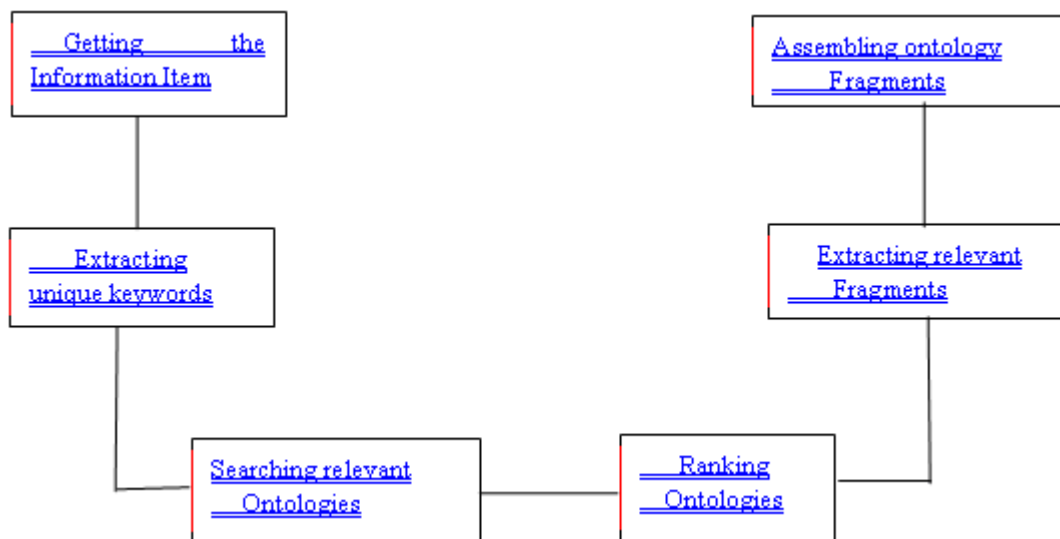 Getting the
Information Item
Extracting
unique keywords
Searching relevant
Ontologies
Ranking
Ontologies
Extracting relevant
Fragments
Assembling ontology
Fragments